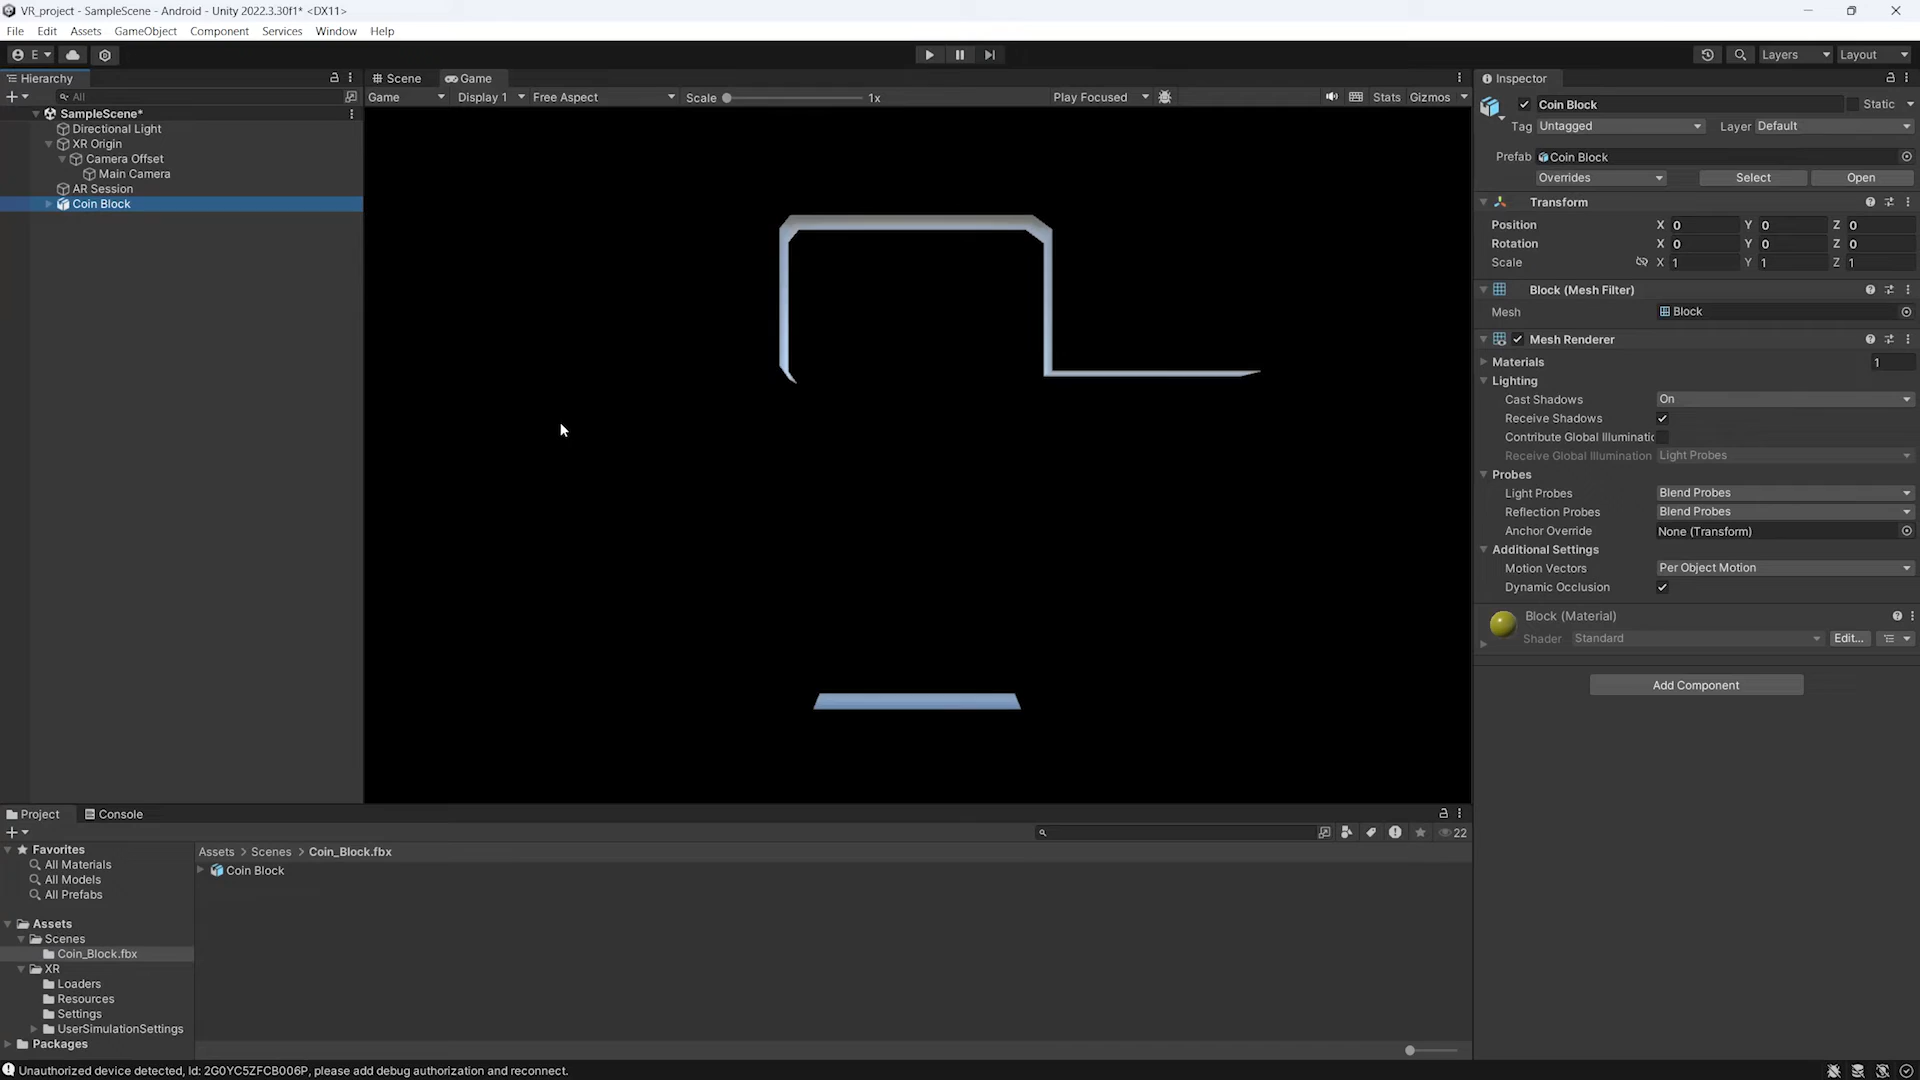 VR_project - SampleScene - Android - Unity 2022.3.30f1* <DX11>
File Edit Assets GameObject Component Services Window Help
E Layers Layout
Hierarchy Scene Game Inspector
All Game Display 1 Free Aspect Scale 1x Play Focused Stats Gizmos
SampleScene*
Directional Light
XR Origin
Camera Offset
Main Camera
AR Session
Coin Block
Coin Block Static
Tag Untagged Layer Default
Prefab Coin Block
Overrides Select Open
Transform
Position X 0 Y 0 Z 0
Rotation X 0 Y 0 Z 0
Scale X 1 Y 1 Z 1
Block (Mesh Filter)
Mesh Block
Mesh Renderer
Materials 1
Lighting
Cast Shadows On
Receive Shadows
Contribute Global Illuminatic
Receive Global Illumination Light Probes
Probes
Light Probes Blend Probes
Reflection Probes Blend Probes
Anchor Override None (Transform)
Additional Settings
Motion Vectors Per Object Motion
Dynamic Occlusion
Block (Material)
Shader Standard Edit...
Add Component
Project Console
22
Favorites
All Materials
All Models
All Prefabs
Assets
Scenes
Coin_Block.fbx
XR
Loaders
Resources
Settings
UserSimulationSettings
Packages
Assets > Scenes > Coin_Block.fbx
Coin Block
Unauthorized device detected, Id: 2G0YC5ZFCB006P, please add debug authorization and reconnect.